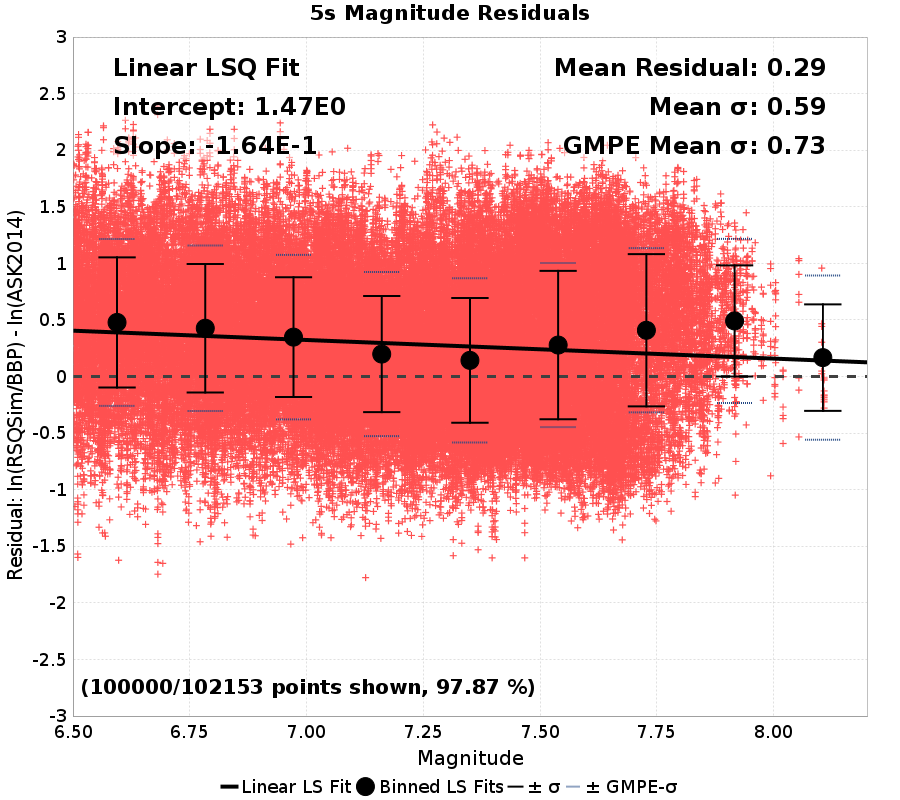 5s Magnitude Residuals
Linear LSQ Fit
Intercept: 1.47E0
Slope: -1.64E-1
Mean Residual: 0.29
Mean σ: 0.59
GMPE Mean σ: 0.73
Residual: ln(RSQSim/BBP) - ln(ASK2014)
3
2.5
2
1.5
1
0.5
0
-0.5
-1
-1.5
-2
-2.5
-3
(100000/102153 points shown, 97.87 %)
6.50 6.75 7.00 7.25 7.50 7.75 8.00
Magnitude
Linear LS Fit Binned LS Fits ± σ ± GMPE-σ